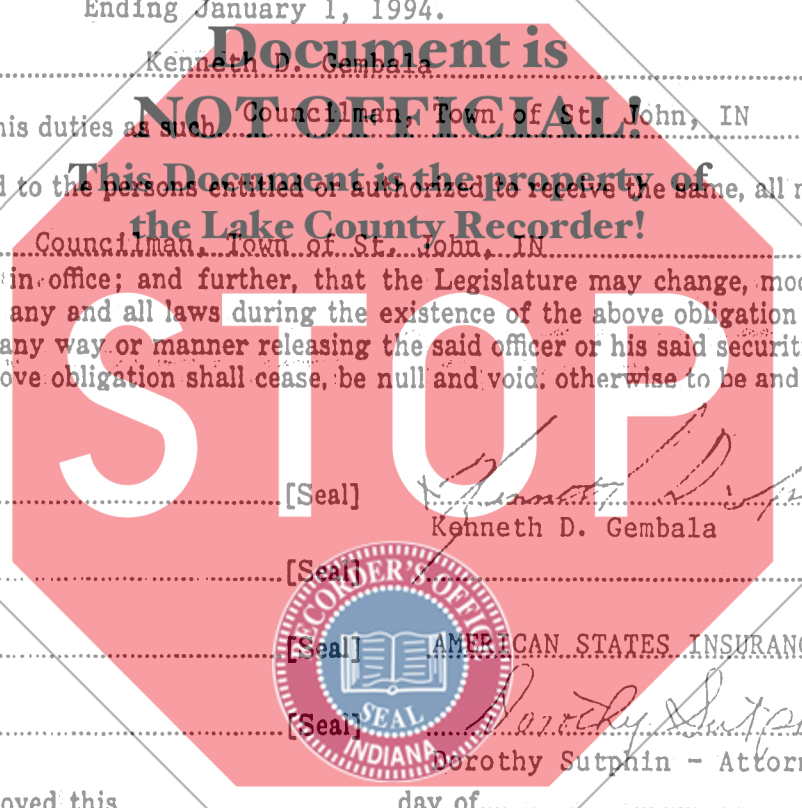 Ending January 1, 1994.
Document is
Kenneth D. Gembala
NOT OFFICIAL!
his duties as such Councilman, Town of St. John, IN
This Document is the property of
d to the persons entitled or authorized to receive the same, all
the Lake County Recorder!
Councilman, Town of St. John, IN
in office; and further, that the Legislature may change, mod
any and all laws during the existence of the above obligation
any way or manner releasing the said officer or his said securit
ove obligation shall cease, be null and void, otherwise to be and
STOP
[Seal]
Kenneth D. Gembala
[Seal]
RECORDER'S OFFICE
[Seal] AMERICAN STATES INSURANC
SEAL
[Seal] Dorothy Sutp
INDIANA
Dorothy Sutphin - Attorn
oved this day of